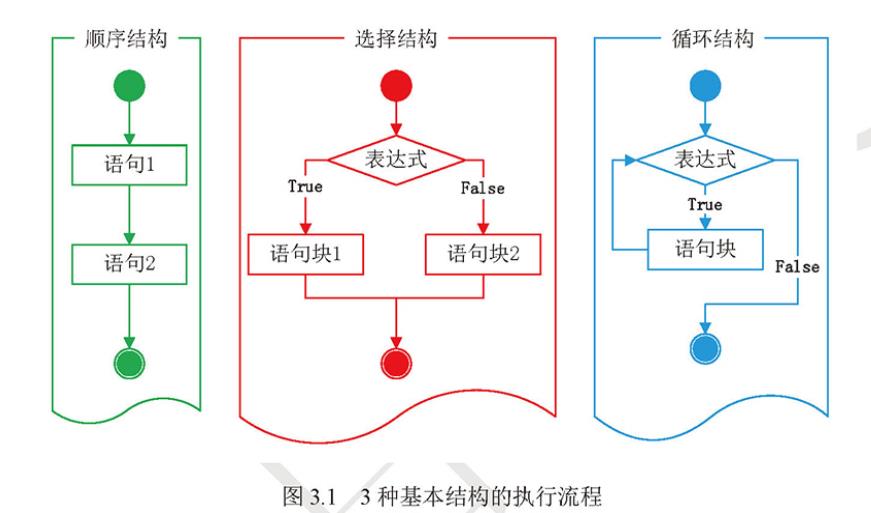 顺序结构
语句1
语句2
选择结构
表达式
True
False
语句块1
语句块2
循环结构
表达式
True
语句块
False
图 3.1 3 种基本结构的执行流程